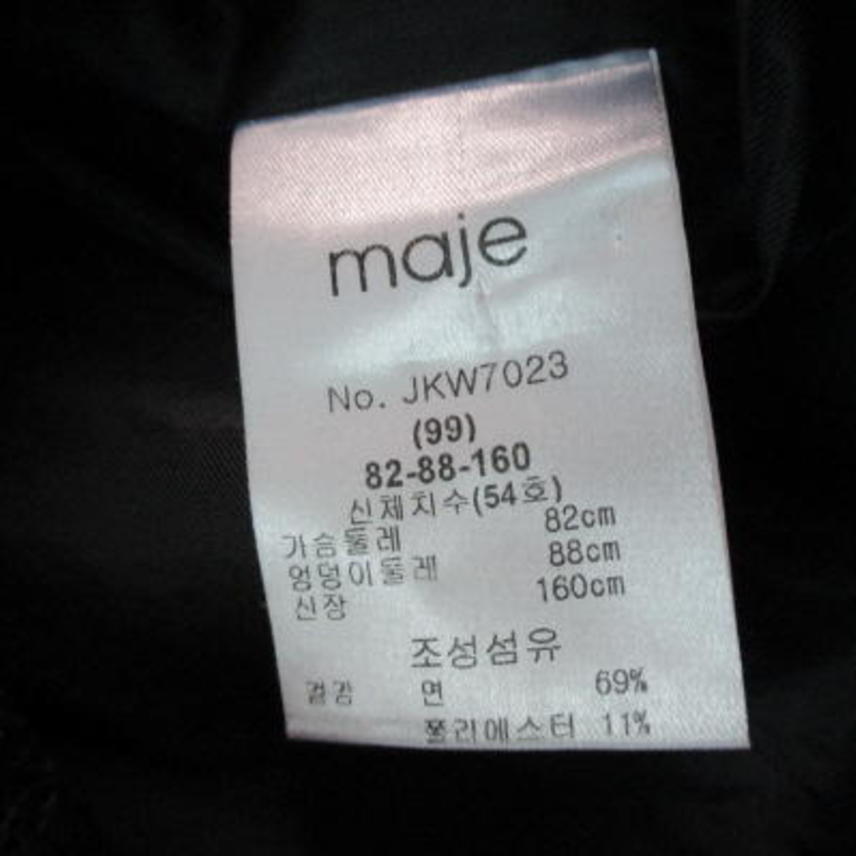 maje
No. JKW7023
(99)
82-88-160
신체치수(54호)
가슴둘레 82cm
엉덩이둘레 88cm
신장 160cm
조성섬유
겉감 면 69%
폴리에스터 11%